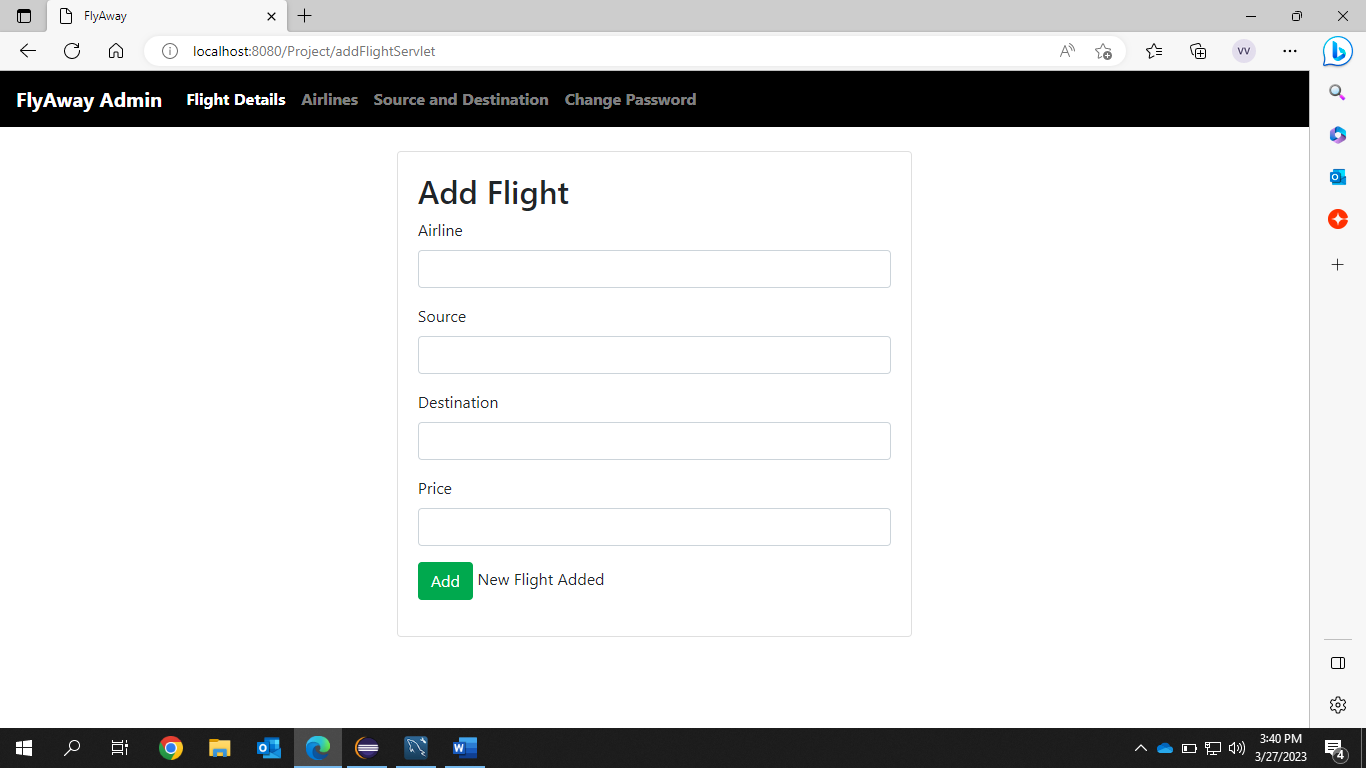 FlyAway
localhost:8080/Project/addFlightServlet
VV
FlyAway Admin Flight Details Airlines Source and Destination Change Password
Add Flight
Airline
Source
Destination
Price
Add New Flight Added
3:40 PM
3/27/2023
4